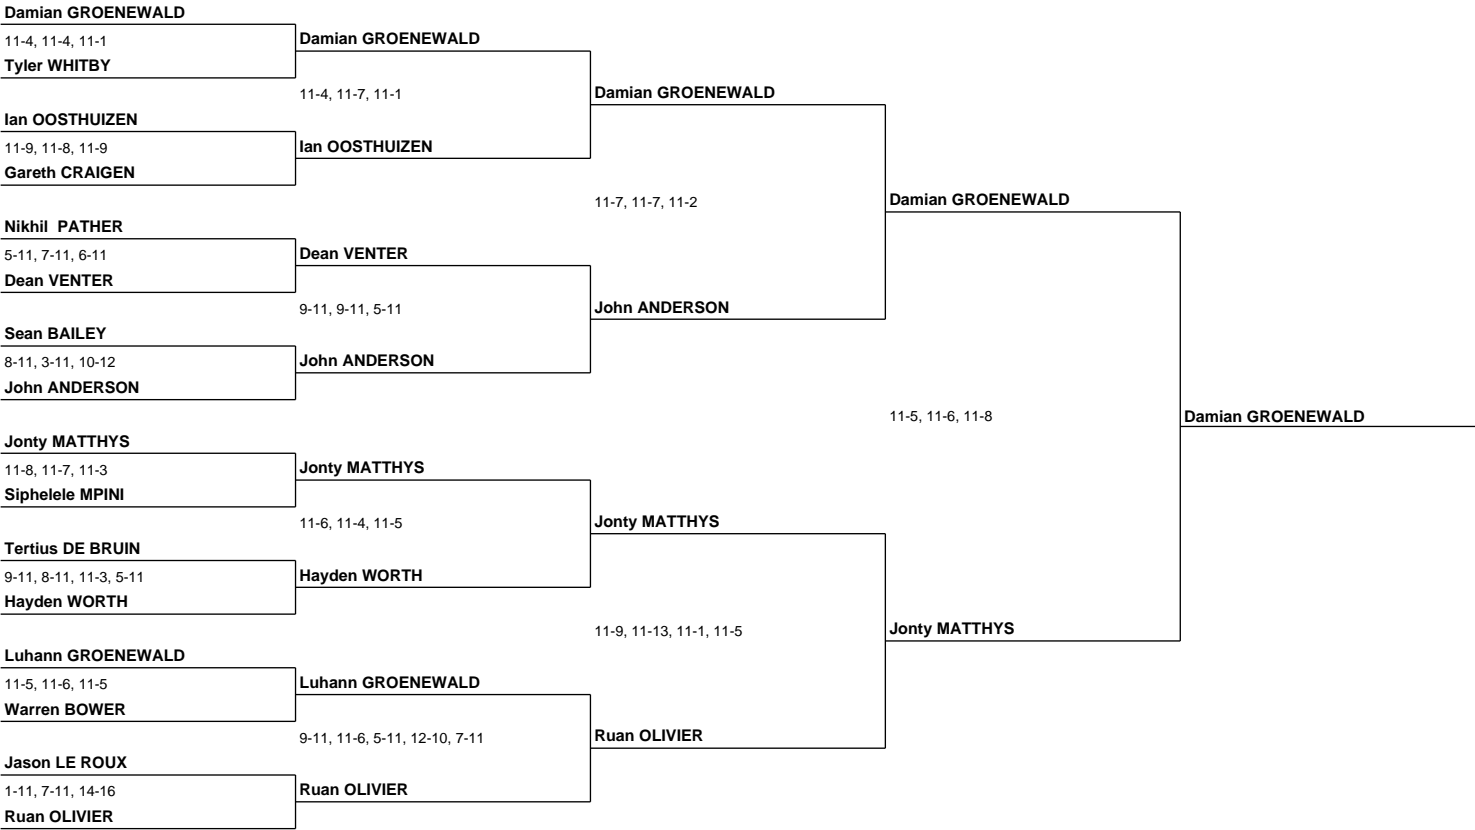 Damian GROENEWALD
11-4, 11-4, 11-1
Tyler WHITBY
Ian OOSTHUIZEN
11-9, 11-8, 11-9
Gareth CRAIGEN
Nikhil  PATHER
5-11, 7-11, 6-11
Dean VENTER
Sean BAILEY
8-11, 3-11, 10-12
John ANDERSON
Jonty MATTHYS
11-8, 11-7, 11-3
Siphelele MPINI
Tertius DE BRUIN
9-11, 8-11, 11-3, 5-11
Hayden WORTH
Luhann GROENEWALD
11-5, 11-6, 11-5
Warren BOWER
Jason LE ROUX
1-11, 7-11, 14-16
Ruan OLIVIER
Damian GROENEWALD
11-4, 11-7, 11-1
Ian OOSTHUIZEN
Dean VENTER
9-11, 9-11, 5-11
John ANDERSON
Jonty MATTHYS
11-6, 11-4, 11-5
Hayden WORTH
Luhann GROENEWALD
9-11, 11-6, 5-11, 12-10, 7-11
Ruan OLIVIER
Damian GROENEWALD
11-7, 11-7, 11-2
John ANDERSON
Jonty MATTHYS
11-9, 11-13, 11-1, 11-5
Ruan OLIVIER
Damian GROENEWALD
11-5, 11-6, 11-8
Jonty MATTHYS
Damian GROENEWALD